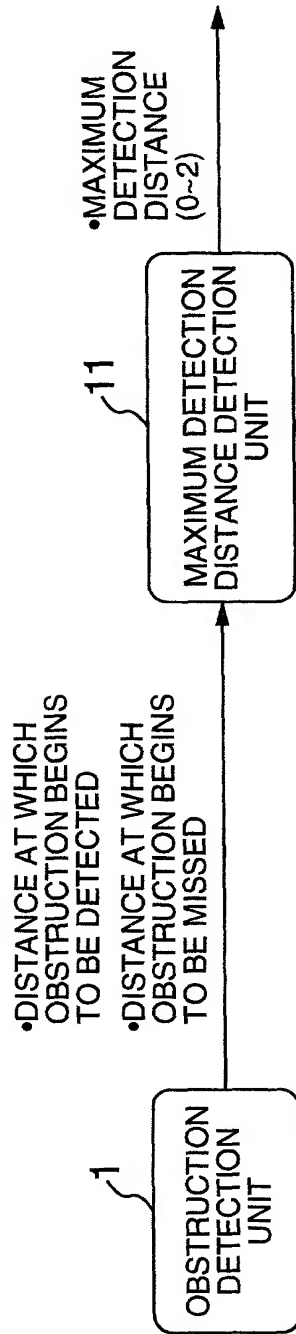 1
OBSTRUCTION
DETECTION
UNIT
•DISTANCE AT WHICH
OBSTRUCTION BEGINS
TO BE DETECTED
•DISTANCE AT WHICH
OBSTRUCTION BEGINS
TO BE MISSED
11
MAXIMUM DETECTION
DISTANCE DETECTION
UNIT
•MAXIMUM
DETECTION
DISTANCE
(0~2)